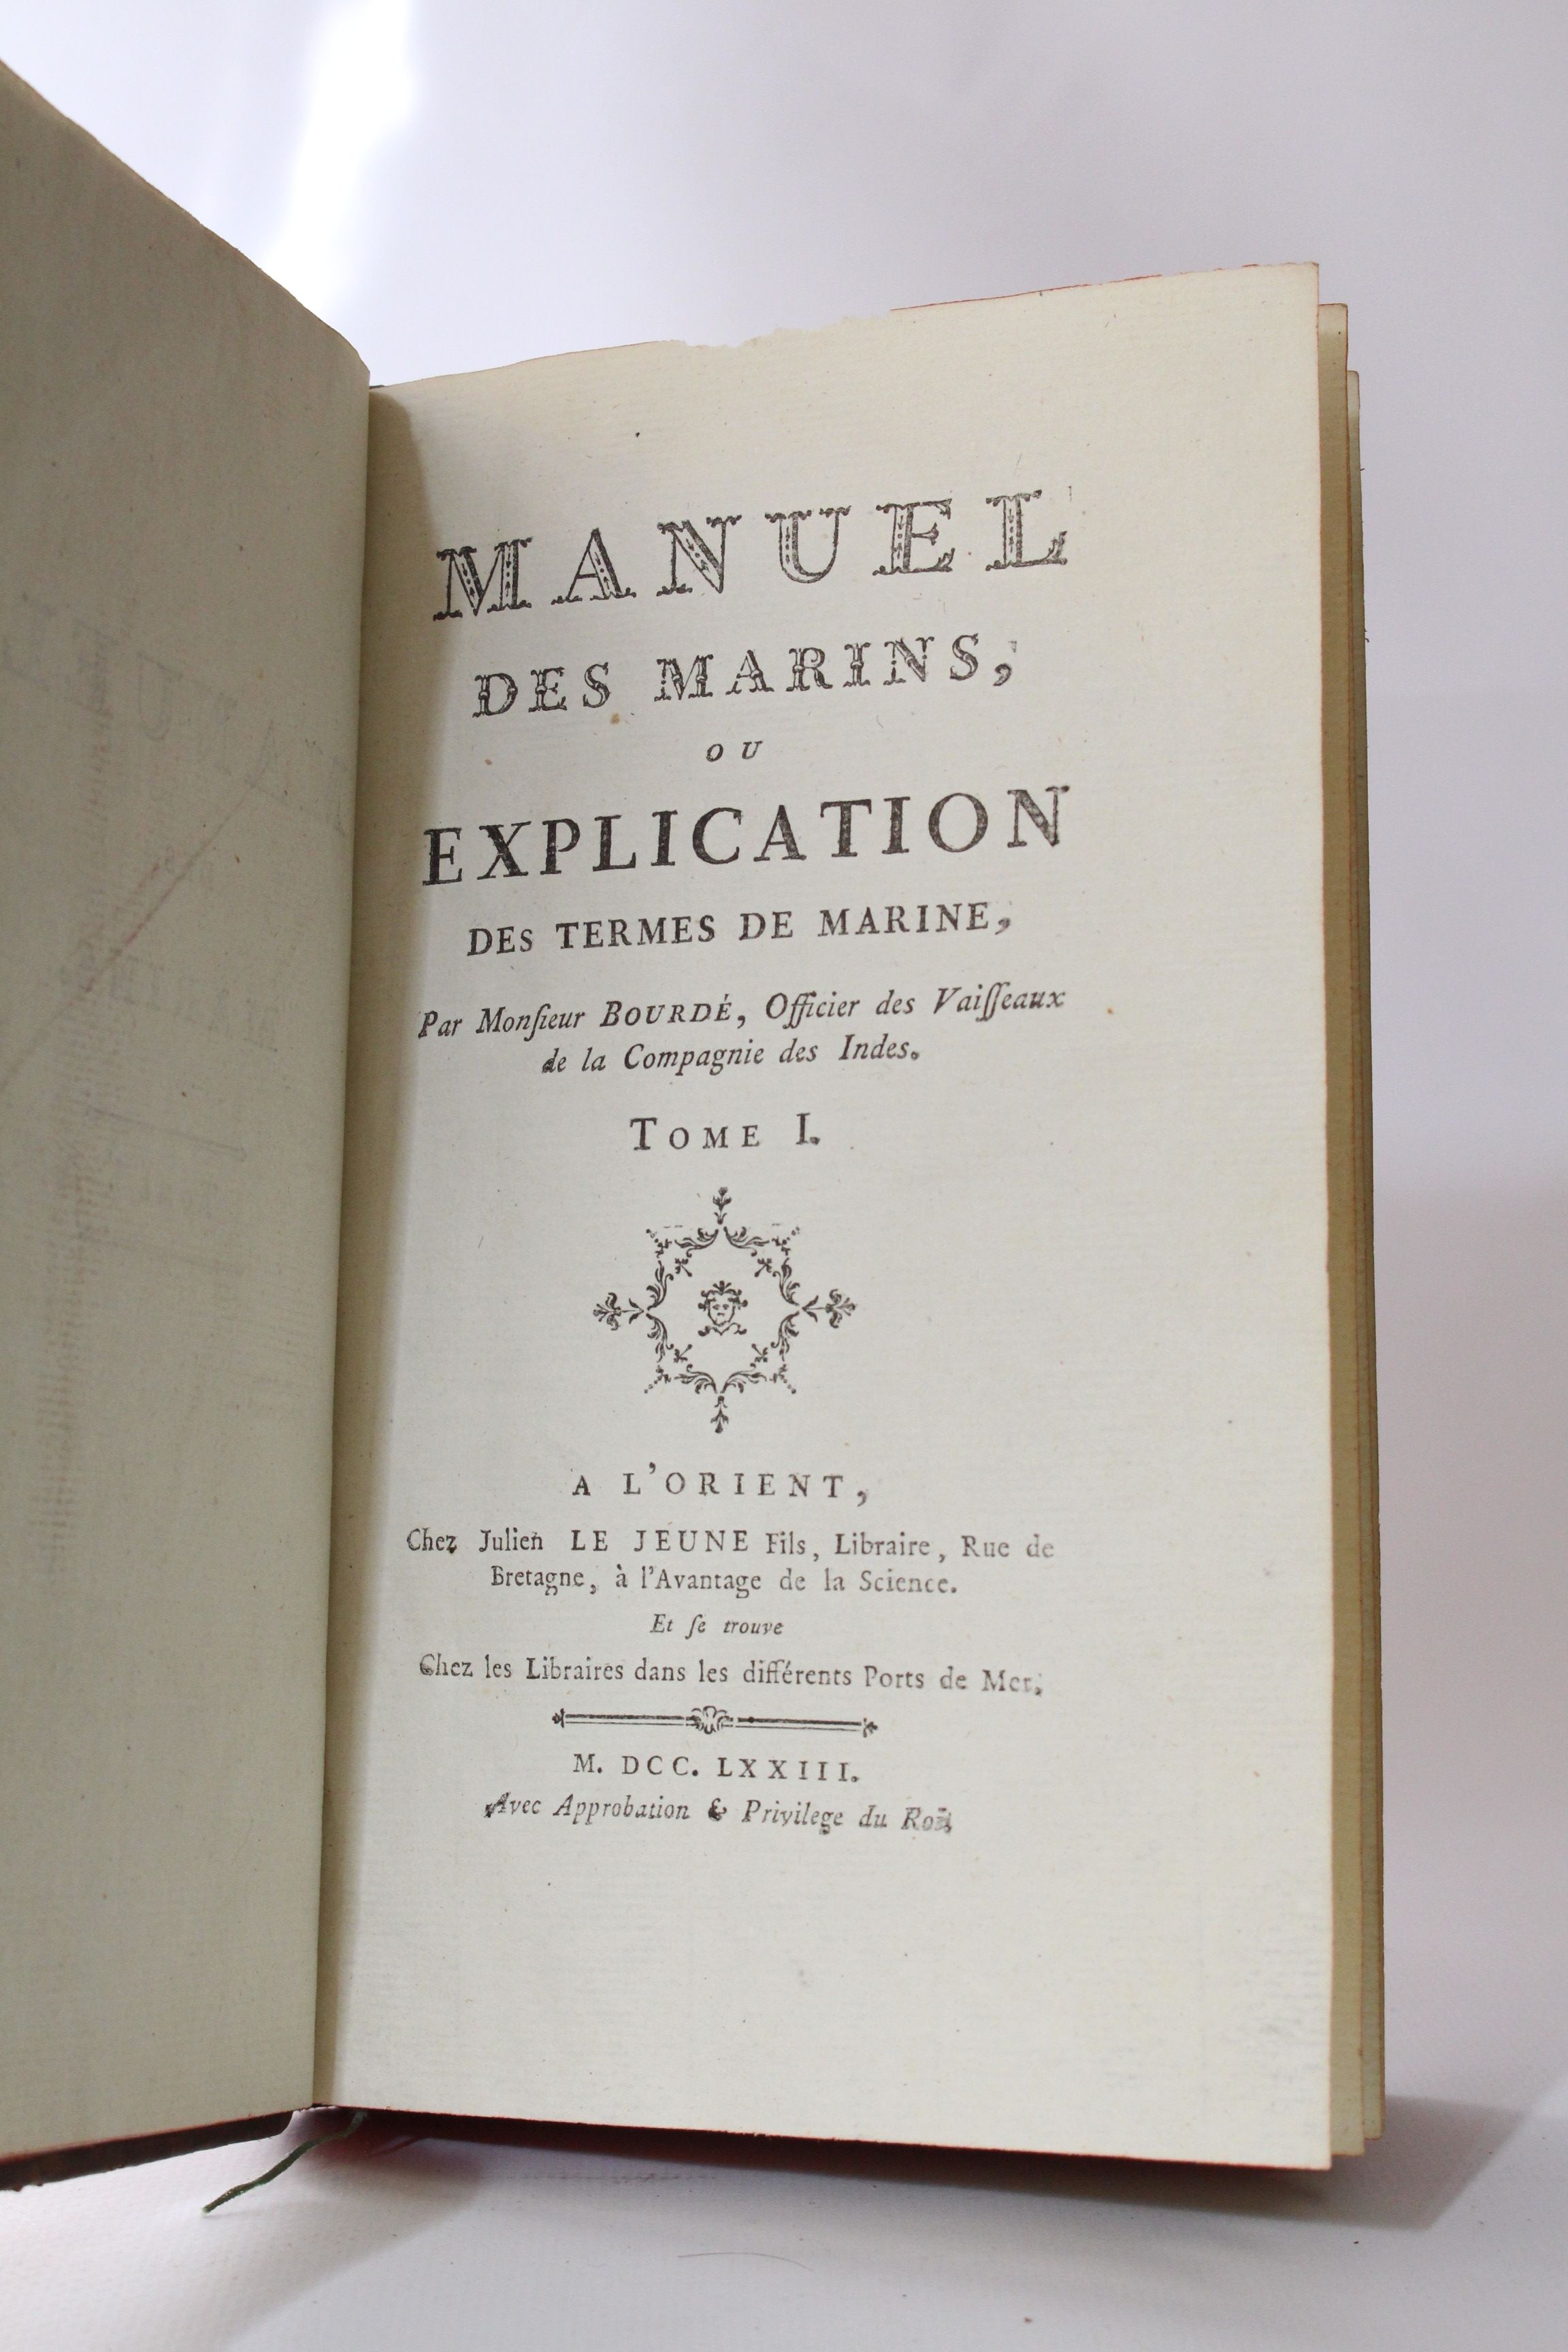 MANUEL
DES MARINS,
OU
EXPLICATION
DES TERMES DE MARINE,
Par Monſieur BOURDÉ, Officier des Vaiſſeaux
de la Compagnie des Indes.
TOME I.
A L'ORIENT,
Chez Julien LE JEUNE Fils, Libraire, Rue de
Bretagne, à l'Avantage de la Science.
Et ſe trouve
Chez les Libraires dans les différents Ports de Mer.
M. DCC. LXXIII.
Avec Approbation & Privilege du Roi.